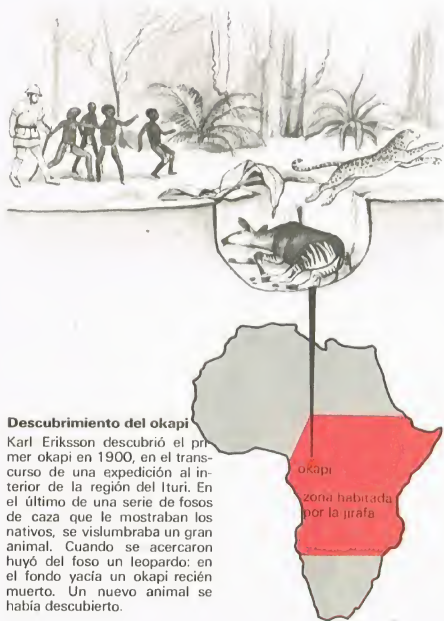 Descubrimiento del okapi
Karl Eriksson descubrió el pri
mer okapi en 1900, en el trans-
curso de una expedición al in-
terior de la región del Ituri. En
el último de una serie de fosos
de caza que le mostraban los
nativos, se vislumbraba un gran
animal. Cuando se acercaron
huyó del foso un leopardo: en
el fondo yacía un okapi recién
muerto. Un nuevo animal se
había descubierto.
okapi
zona habitada
por la jirafa